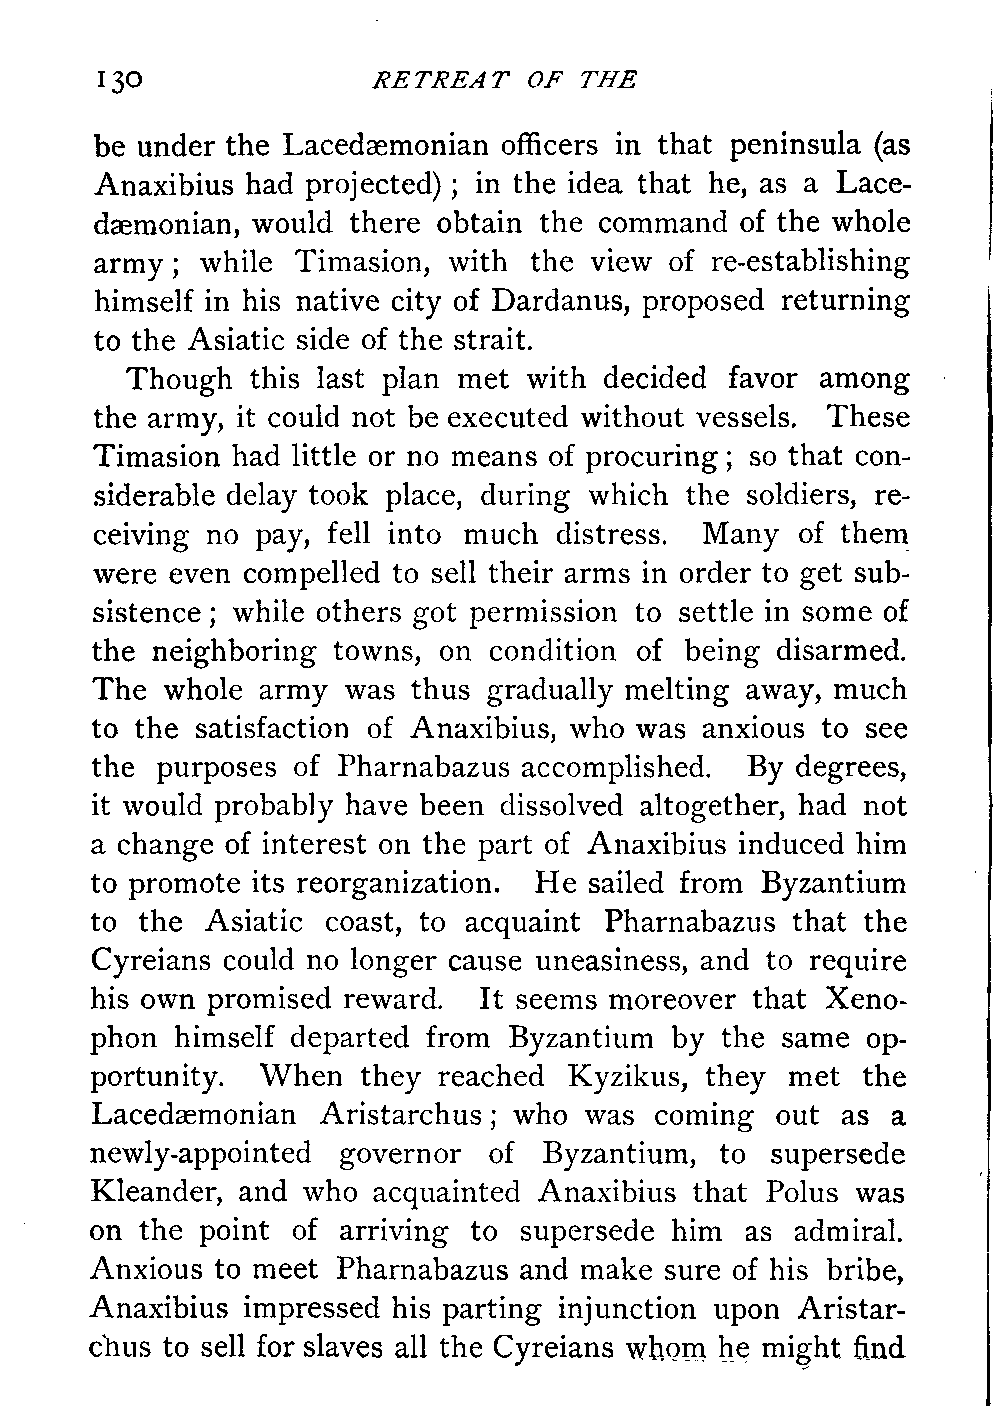 130 RETREAT OF THE
be under the Lacedæmonian officers in that peninsula (as
Anaxibius had projected) ; in the idea that he, as a Lace-
dæmonian, would there obtain the command of the whole
army ; while Timasion, with the view of re-establishing
himself in his native city of Dardanus, proposed returning
to the Asiatic side of the strait.
Though this last plan met with decided favor among
the army, it could not be executed without vessels. These
Timasion had little or no means of procuring ; so that con-
siderable delay took place, during which the soldiers, re-
ceiving no pay, fell into much distress. Many of them
were even compelled to sell their arms in order to get sub-
sistence ; while others got permission to settle in some of
the neighboring towns, on condition of being disarmed.
The whole army was thus gradually melting away, much
to the satisfaction of Anaxibius, who was anxious to see
the purposes of Pharnabazus accomplished. By degrees,
it would probably have been dissolved altogether, had not
a change of interest on the part of Anaxibius induced him
to promote its reorganization. He sailed from Byzantium
to the Asiatic coast, to acquaint Pharnabazus that the
Cyreians could no longer cause uneasiness, and to require
his own promised reward. It seems moreover that Xeno-
phon himself departed from Byzantium by the same op-
portunity. When they reached Kyzikus, they met the
Lacedæmonian Aristarchus ; who was coming out as a
newly-appointed governor of Byzantium, to supersede
Kleander, and who acquainted Anaxibius that Polus was
on the point of arriving to supersede him as admiral.
Anxious to meet Pharnabazus and make sure of his bribe,
Anaxibius impressed his parting injunction upon Aristar-
chus to sell for slaves all the Cyreians whom he might find